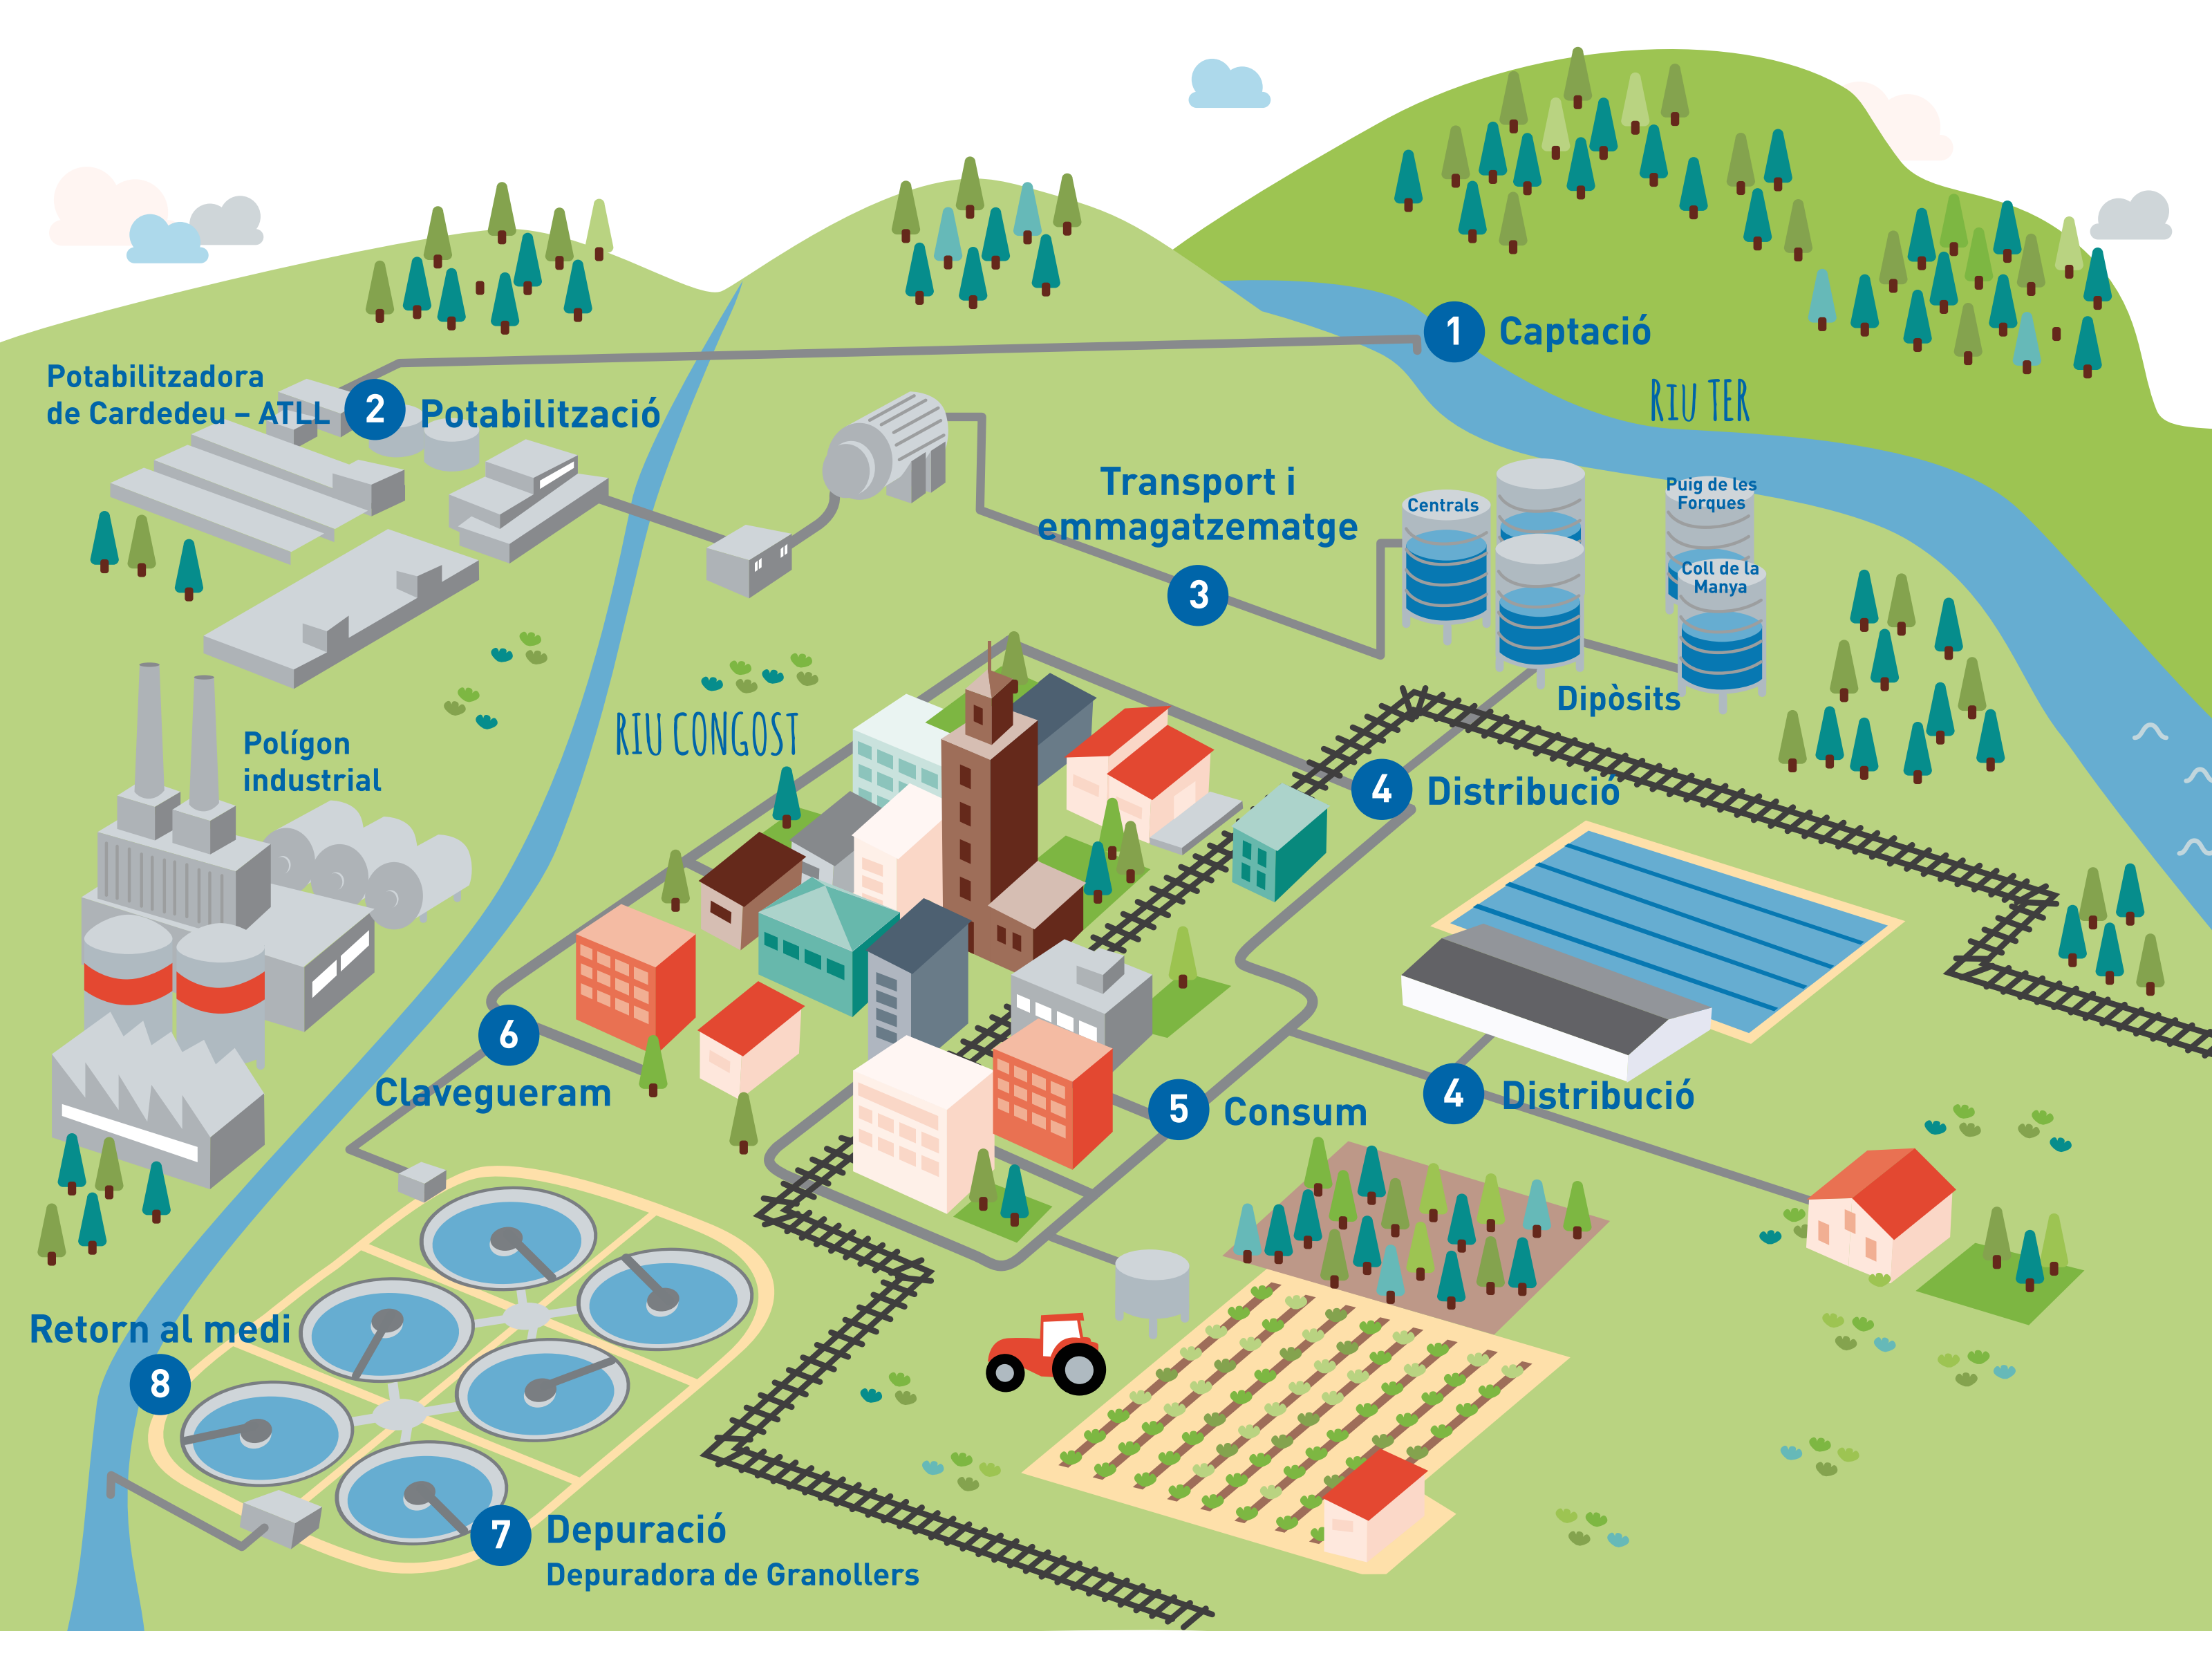 1 Captació
RIU TER
Potabilitzadora
de Cardedeu – ATLL
2 Potabilització
Transport i
emmagatzematge
3
Centrals
Puig de les
Forques
Coll de la
Manya
Dipòsits
RIU CONGOST
Polígon
industrial
4 Distribució
6
Clavegueram
5 Consum
4 Distribució
Retorn al medi
8
7 Depuració
Depuradora de Granollers